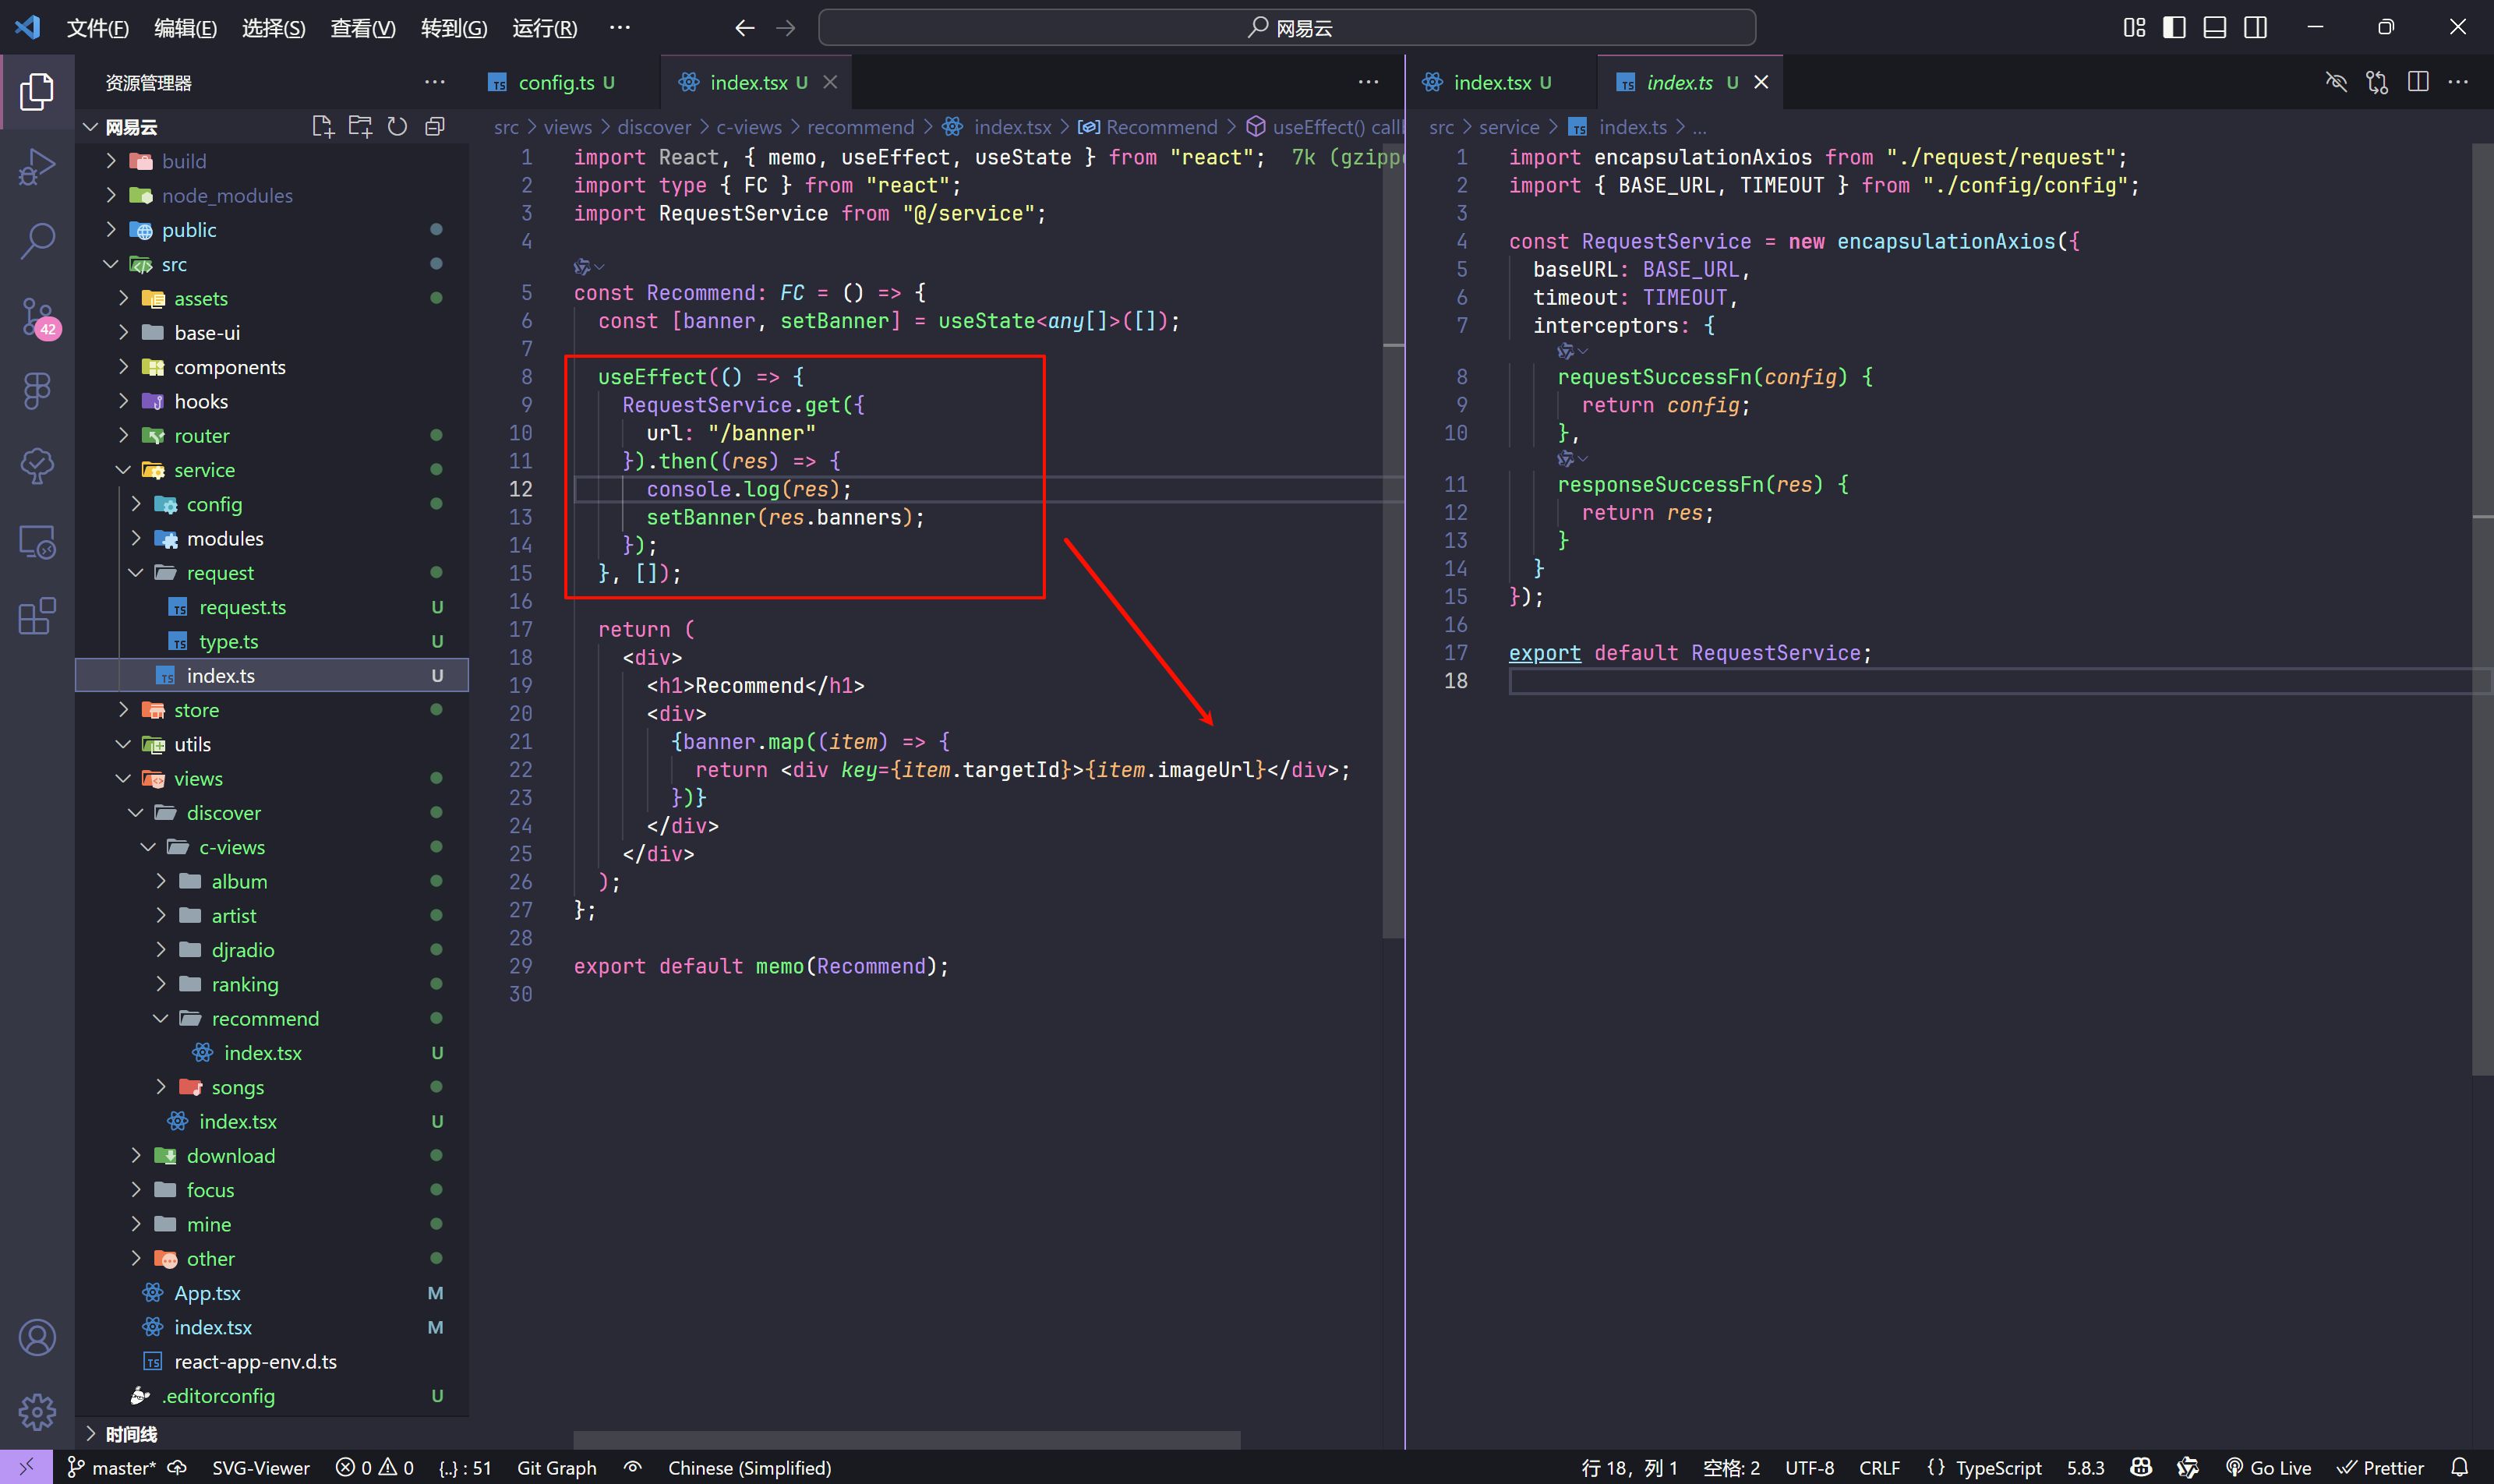 文件(F) 编辑(E) 选择(S) 查看(V) 转到(G) 运行(R) ··· 网易云
资源管理器 ···
网易云
build
node_modules
public
src
assets
base-ui
components
hooks
router
service
config
modules
request
request.ts U
type.ts U
index.ts U
store
utils
views
discover
c-views
album
artist
djradio
ranking
recommend
index.tsx U
songs
index.tsx U
download
focus
mine
other
App.tsx M
index.tsx M
react-app-env.d.ts
.editorconfig U
时间线
42
config.ts U index.tsx U
src > views > discover > c-views > recommend > index.tsx > Recommend > useEffect() call
1 import React, { memo, useEffect, useState } from "react"; 7k (gzippe
2 import type { FC } from "react";
3 import RequestService from "@/service";
4
5 const Recommend: FC = () => {
6 const [banner, setBanner] = useState<any[]>([]);
7
8 useEffect(() => {
9 RequestService.get({
10 url: "/banner"
11 }).then((res) => {
12 console.log(res);
13 setBanner(res.banners);
14 });
15 }, []);
16
17 return (
18 <div>
19 <h1>Recommend</h1>
20 <div>
21 {banner.map((item) => {
22 return <div key={item.targetId}>{item.imageUrl}</div>;
23 })}
24 </div>
25 </div>
26 );
27 };
28
29 export default memo(Recommend);
30
index.tsx U index.ts U
src > service > index.ts > ...
1 import encapsulationAxios from "./request/request";
2 import { BASE_URL, TIMEOUT } from "./config/config";
3
4 const RequestService = new encapsulationAxios({
5 baseURL: BASE_URL,
6 timeout: TIMEOUT,
7 interceptors: {
8 requestSuccessFn(config) {
9 return config;
10 },
11 responseSuccessFn(res) {
12 return res;
13 }
14 }
15 });
16
17 export default RequestService;
18
master* SVG-Viewer 0 0 {..} : 51 Git Graph Chinese (Simplified) 行 18，列 1 空格: 2 UTF-8 CRLF {} TypeScript 5.8.3 Go Live Prettier